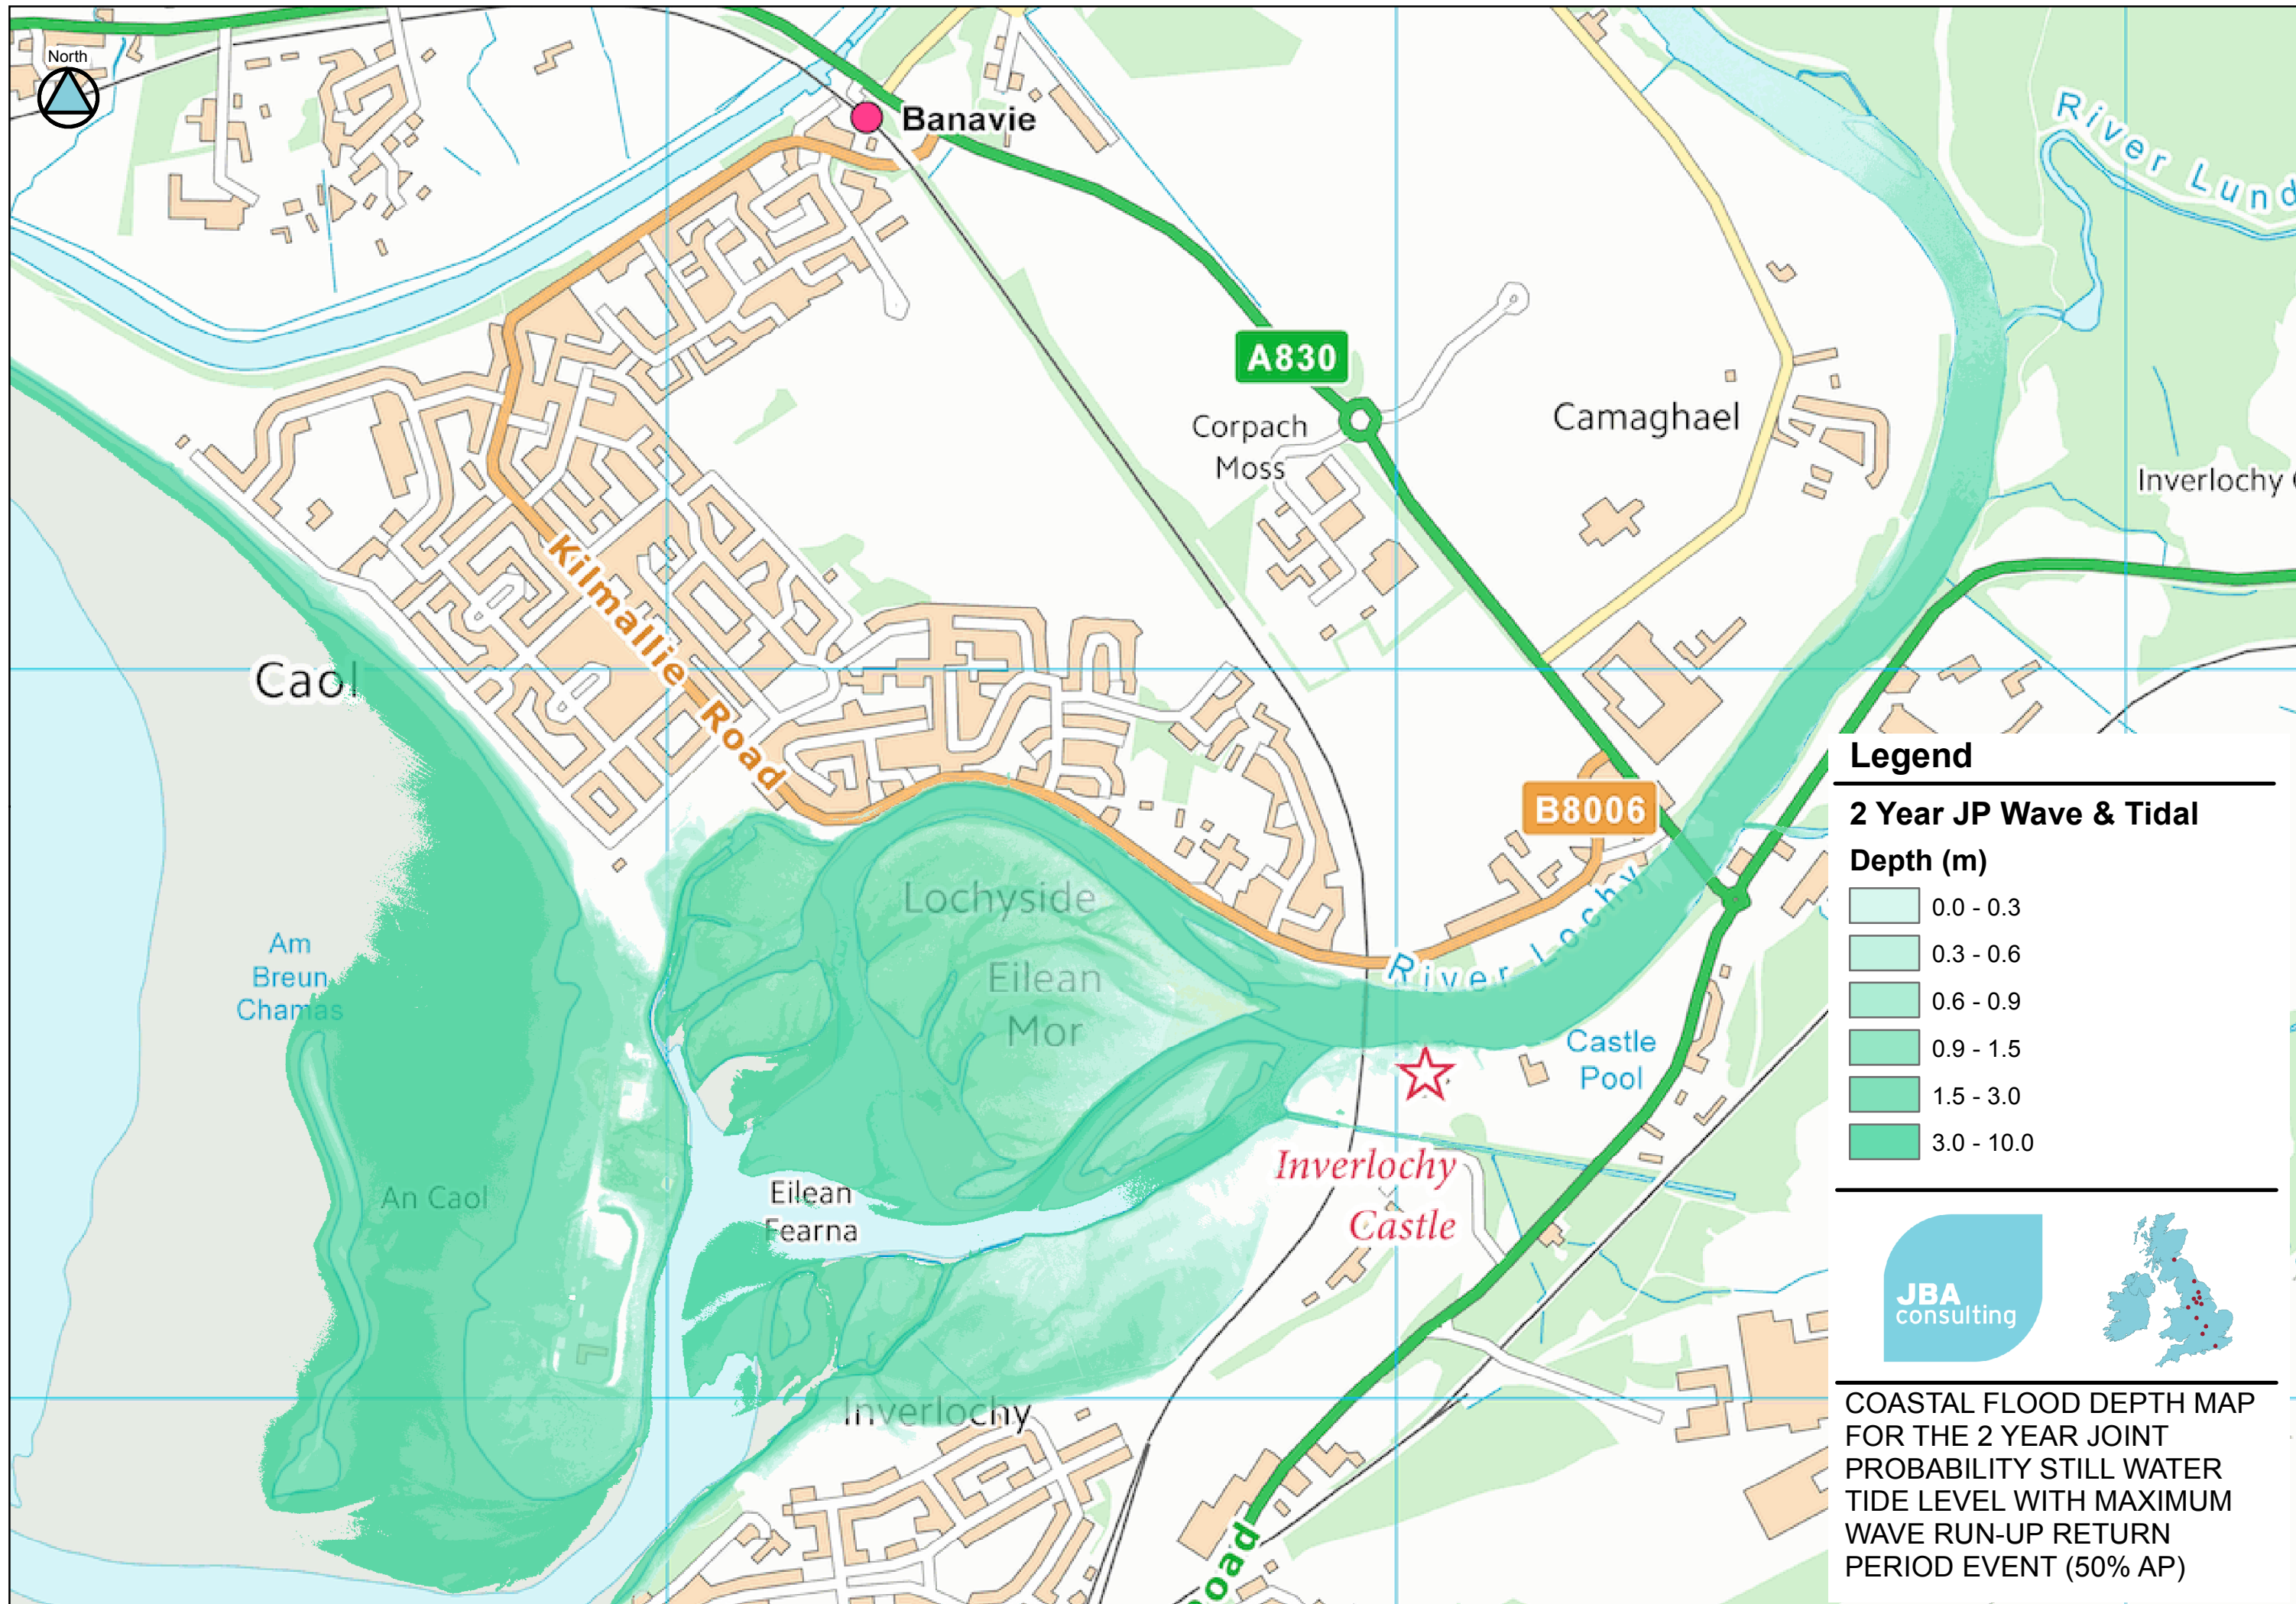 North
Banavie
River Lund
A830
Corpach
Moss
Camaghael
Inverlochy
Kilmallie Road
Caol
B8006
River Lochy
Lochyside
Eilean
Mor
Am
Breun
Chamas
Castle
Pool
An Caol
Eilean
Fearna
Inverlochy
Castle
Inverlochy
Road
Legend
2 Year JP Wave & Tidal
Depth (m)
0.0 - 0.3
0.3 - 0.6
0.6 - 0.9
0.9 - 1.5
1.5 - 3.0
3.0 - 10.0
JBA
consulting
COASTAL FLOOD DEPTH MAP
FOR THE 2 YEAR JOINT
PROBABILITY STILL WATER
TIDE LEVEL WITH MAXIMUM
WAVE RUN-UP RETURN
PERIOD EVENT (50% AP)